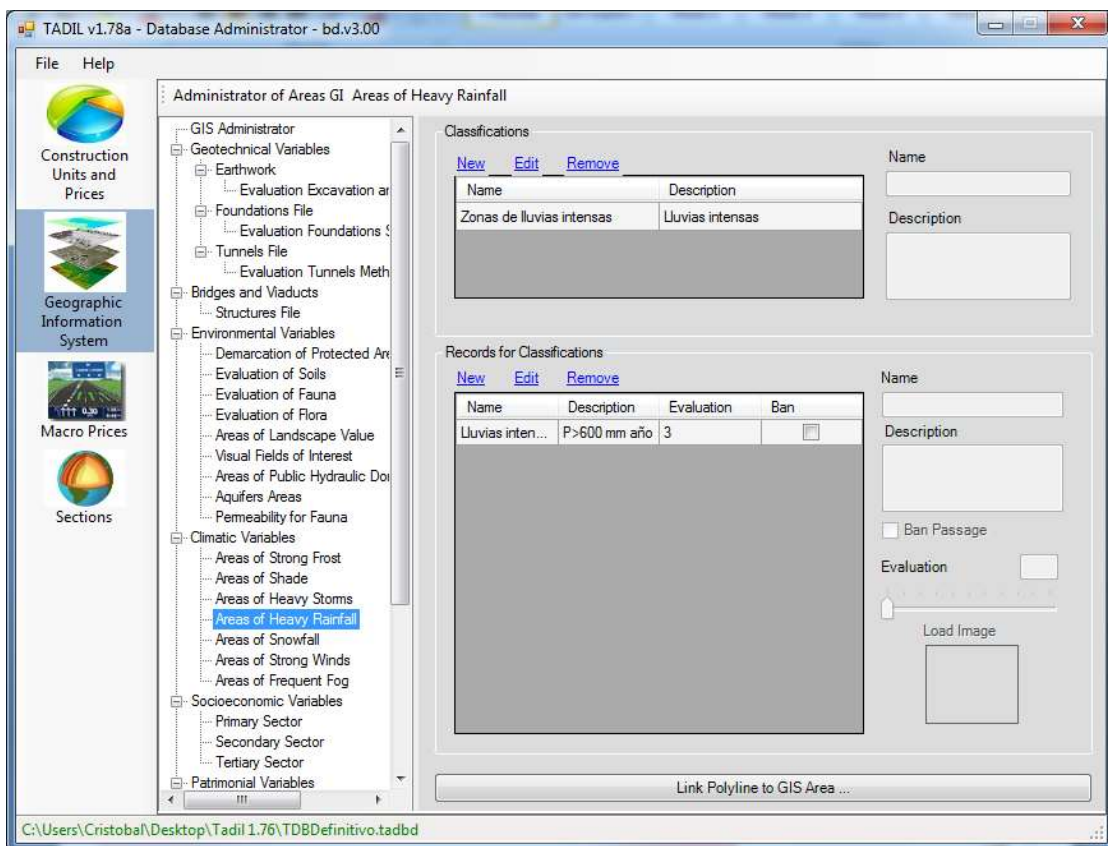 TADIL v1.78a - Database Administrator - bd.v3.00
File Help
Construction
Units and
Prices
Geographic
Information
System
Macro Prices
Sections
Administrator of Areas GI Areas of Heavy Rainfall
GIS Administrator
Geotechnical Variables
Earthwork
Evaluation Excavation ar
Foundations File
Evaluation Foundations S
Tunnels File
Evaluation Tunnels Meth
Bridges and Viaducts
Structures File
Environmental Variables
Demarcation of Protected Are
Evaluation of Soils
Evaluation of Fauna
Evaluation of Flora
Areas of Landscape Value
Visual Fields of Interest
Areas of Public Hydraulic Dor
Aquifers Areas
Permeability for Fauna
Climatic Variables
Areas of Strong Frost
Areas of Shade
Areas of Heavy Storms
Areas of Heavy Rainfall
Areas of Snowfall
Areas of Strong Winds
Areas of Frequent Fog
Socioeconomic Variables
Primary Sector
Secondary Sector
Tertiary Sector
Patrimonial Variables
Classifications
New Edit Remove
Name Description
Zonas de lluvias intensas Lluvias intensas
Name
Description
Records for Classifications
New Edit Remove
Name Description Evaluation Ban
Lluvias inten... P>600 mm año 3
Name
Description
Ban Passage
Evaluation
Load Image
Link Polyline to GIS Area ...
C:\Users\Cristobal\Desktop\Tadil 1.76\TDBDefinitivo.tadbd